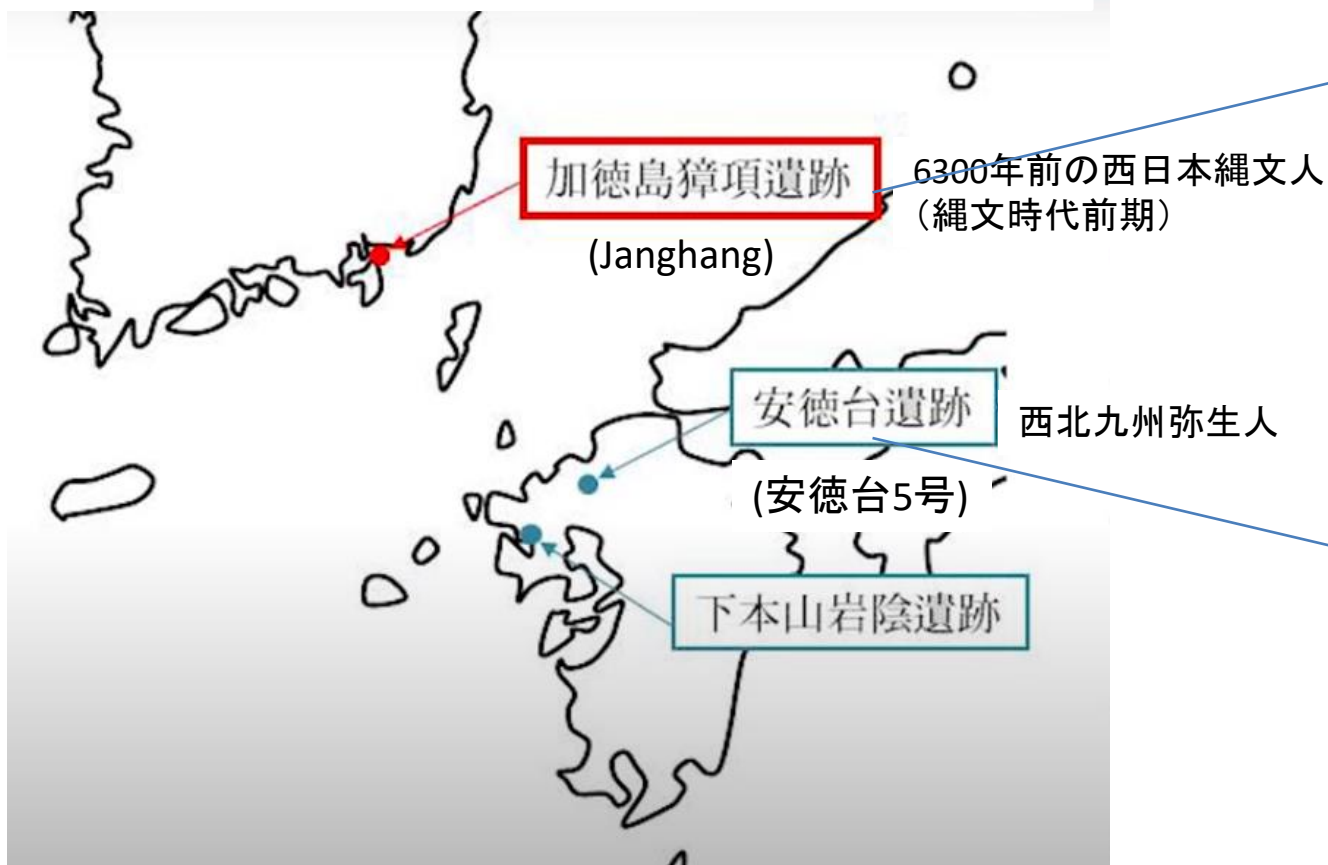 加徳島獐項遺跡
6300年前の西日本縄文人
（縄文時代前期）
(Janghang)
安徳台遺跡
西北九州弥生人
(安徳台5号)
下本山岩陰遺跡